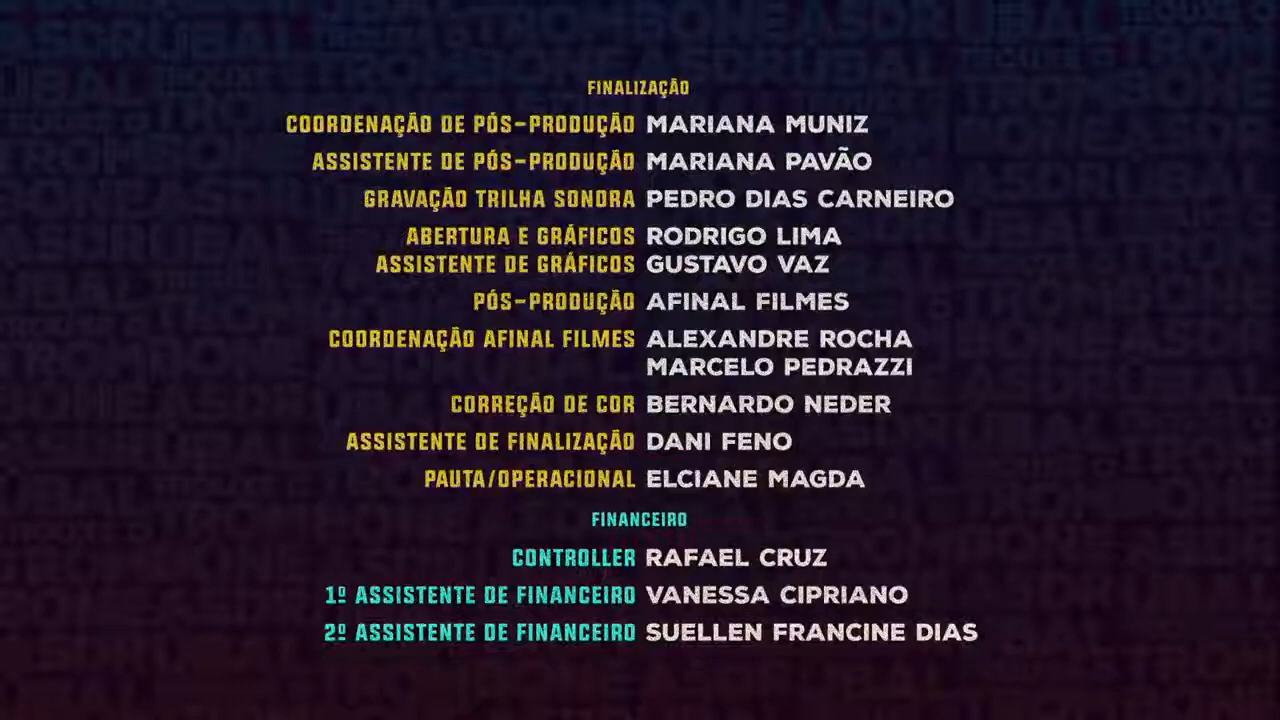 FINALIZAÇÃO
COORDENAÇÃO DE PÓS-PRODUÇÃO MARIANA MUNIZ
ASSISTENTE DE PÓS-PRODUÇÃO MARIANA PAVÃO
GRAVAÇÃO TRILHA SONORA PEDRO DIAS CARNEIRO
ABERTURA E GRÁFICOS RODRIGO LIMA
ASSISTENTE DE GRÁFICOS GUSTAVO VAZ
PÓS-PRODUÇÃO AFINAL FILMES
COORDENAÇÃO AFINAL FILMES ALEXANDRE ROCHA
MARCELO PEDRAZZI
CORREÇÃO DE COR BERNARDO NEDER
ASSISTENTE DE FINALIZAÇÃO DANI FENO
PAUTA/OPERACIONAL ELCIANE MAGDA
FINANCEIRO
CONTROLLER RAFAEL CRUZ
1º ASSISTENTE DE FINANCEIRO VANESSA CIPRIANO
2º ASSISTENTE DE FINANCEIRO SUELLEN FRANCINE DIAS